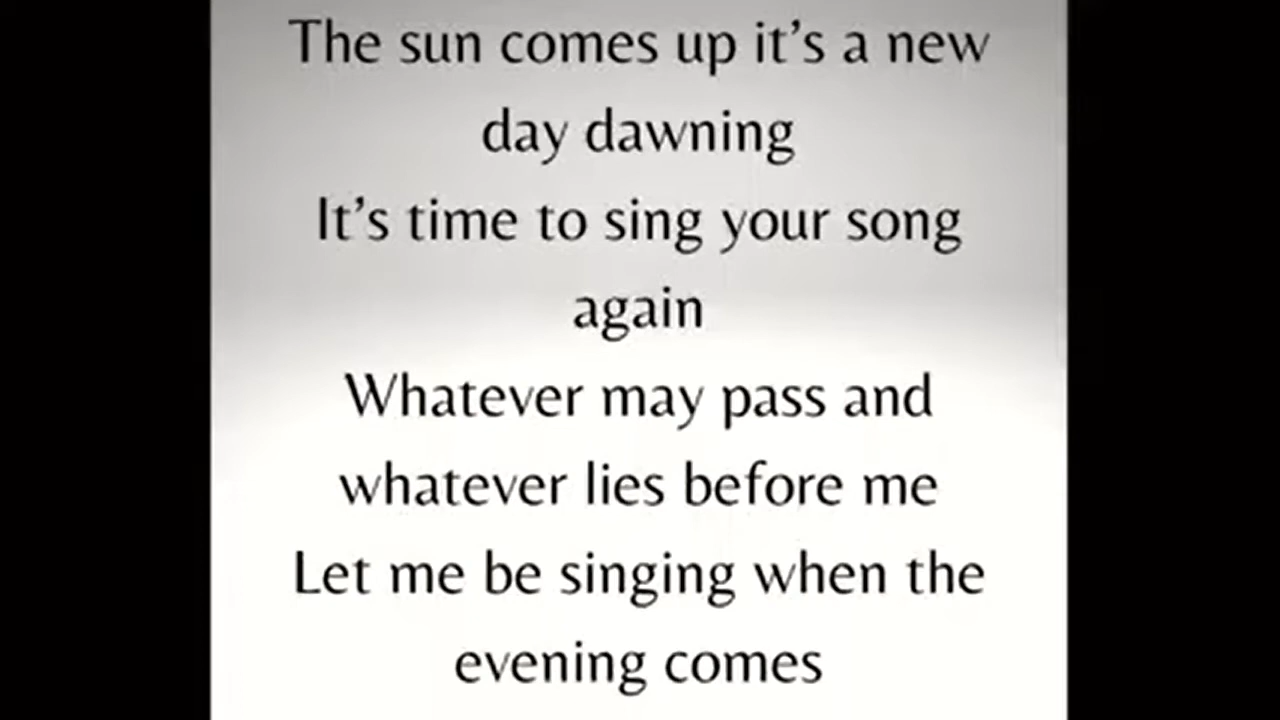 The sun comes up it’s a new
day dawning
It’s time to sing your song
again
Whatever may pass and
whatever lies before me
Let me be singing when the
evening comes